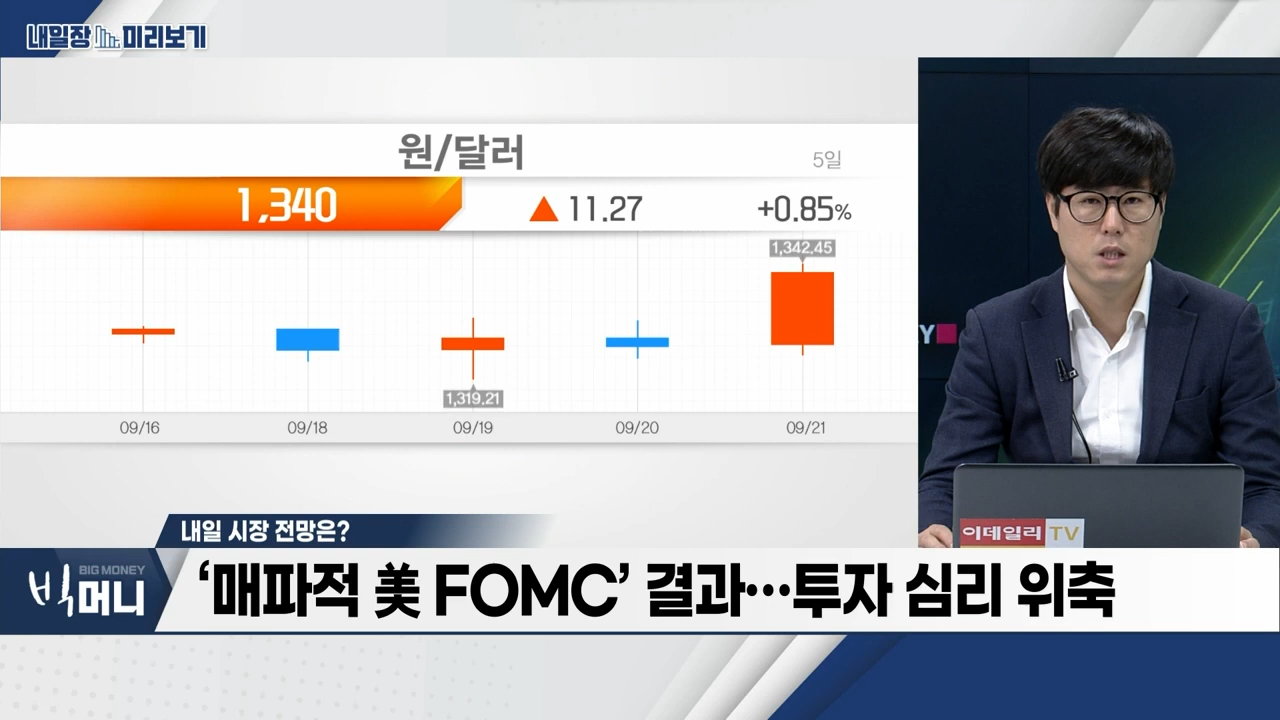 내일장 미리보기
원/달러
5일
1,340 ▲ 11.27 +0.85%
1,342.45
1,319.21
09/16 09/18 09/19 09/20 09/21
Y
이데일리 TV
내일 시장 전망은?
BIG MONEY
빅머니
‘매파적 美 FOMC’ 결과…투자 심리 위축